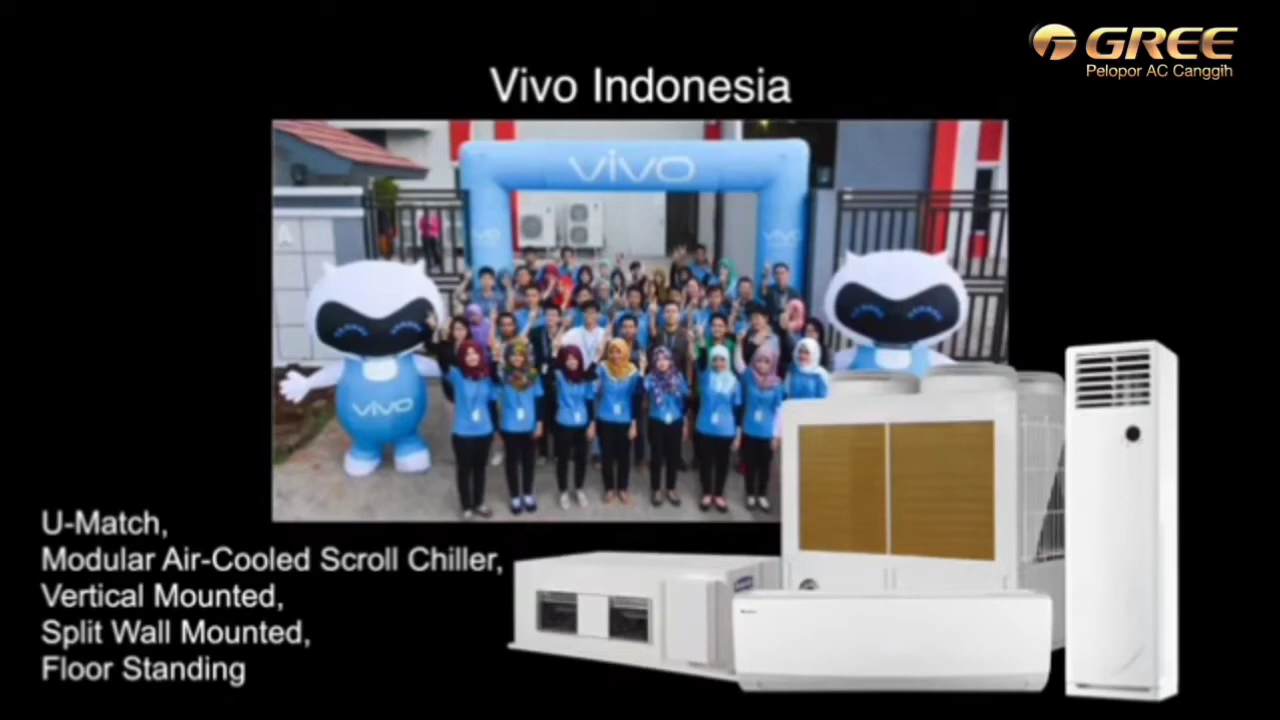 GREE
Pelopor AC Canggih
Vivo Indonesia
vivo
vivo
U-Match,
Modular Air-Cooled Scroll Chiller,
Vertical Mounted,
Split Wall Mounted,
Floor Standing